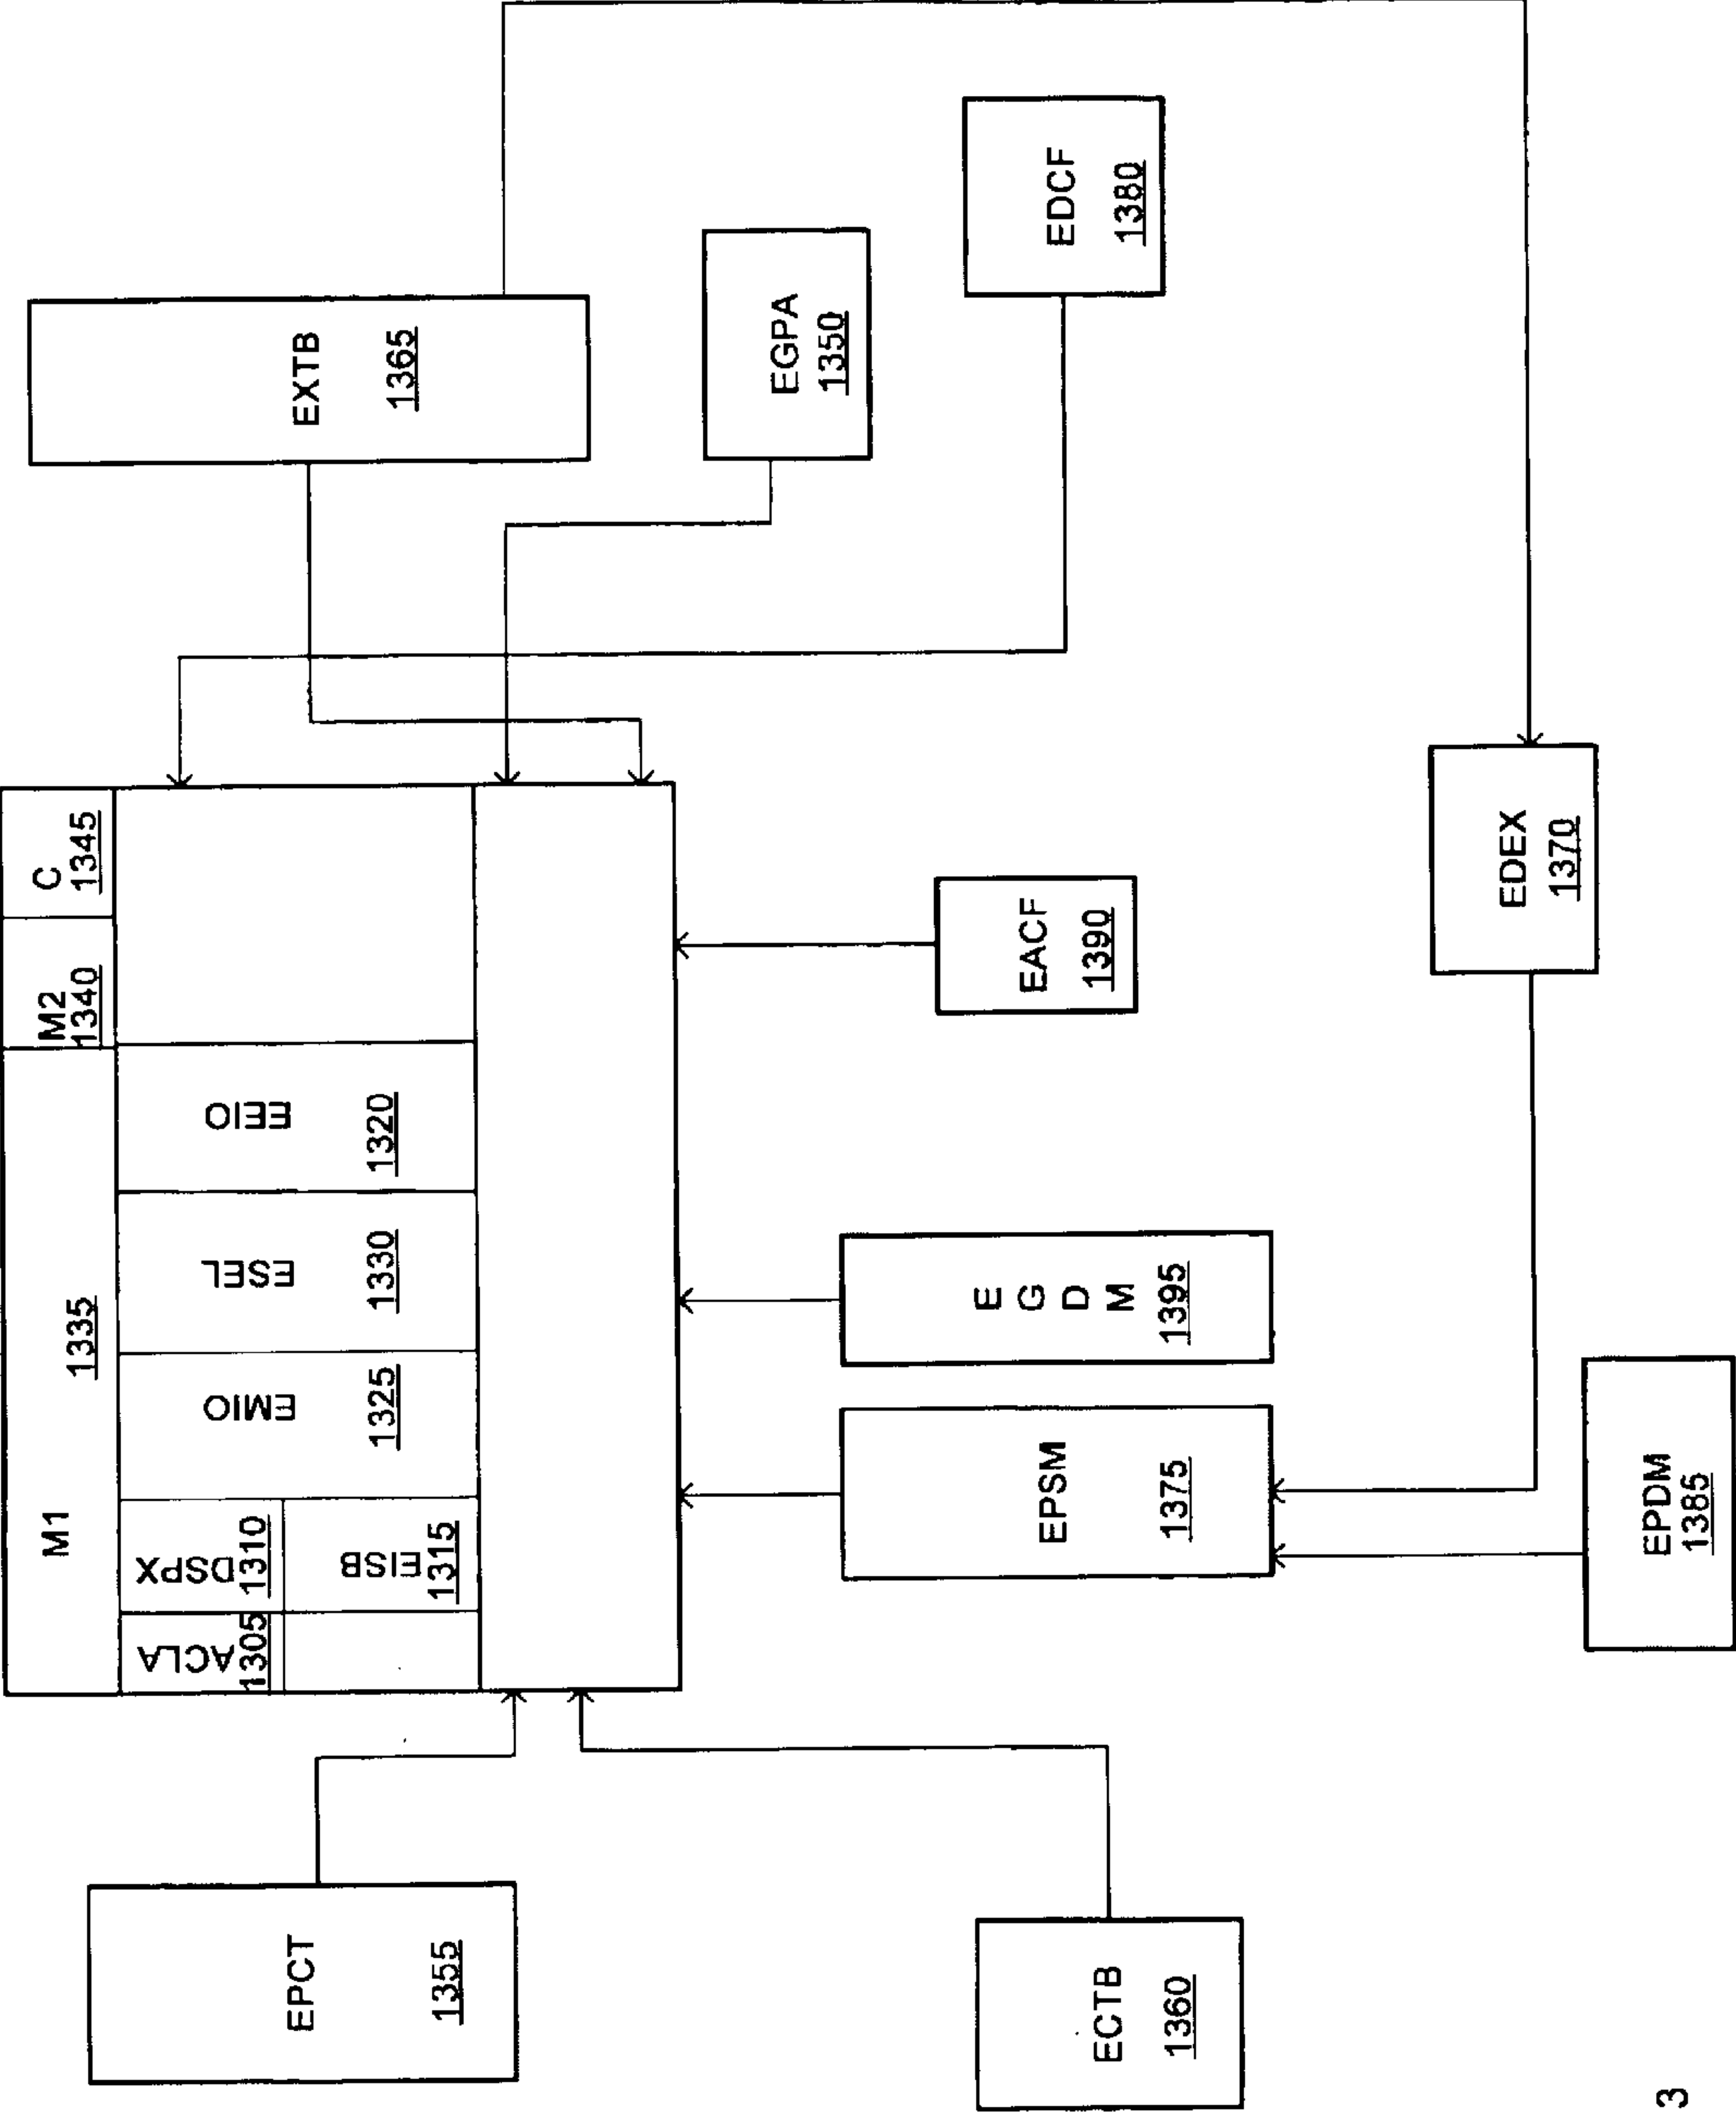 M1
1335
M2
1340
C
1345
ACLA
1305
DSPX
1310
EISB
1315
EMIO
1325
ESEL
1330
EEIO
1320
EPCT
1355
EXTB
1365
EGPA
1350
ECTB
1360
EPSM
1375
E
G
D
M
1395
EACF
1390
EDCF
1380
EPDM
1385
EDEX
1370
3